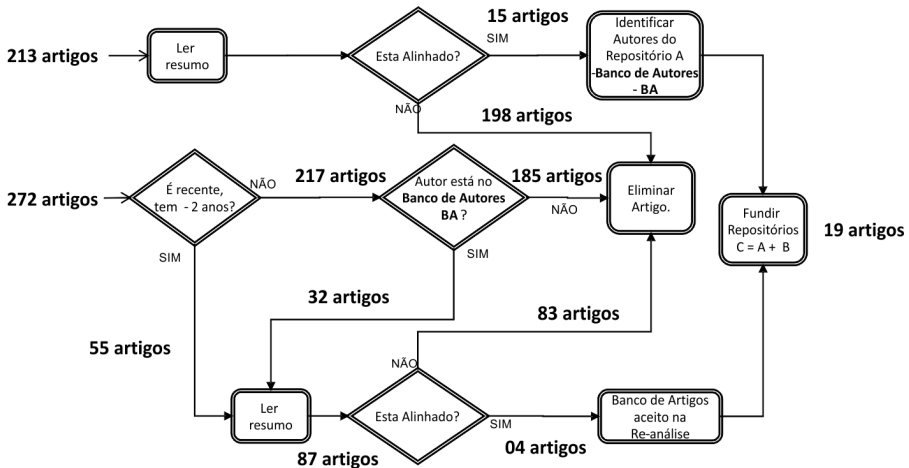 213 artigos
Ler
resumo
Esta Alinhado?
SIM
15 artigos
Identificar
Autores do
Repositório A
-Banco de Autores
- BA
NÃO
198 artigos
272 artigos
É recente,
tem - 2 anos?
NÃO
217 artigos
Autor está no
Banco de Autores
BA ?
185 artigos
NÃO
Eliminar
Artigo.
Fundir
Repositórios
C = A + B
19 artigos
SIM
SIM
32 artigos
83 artigos
55 artigos
Ler
resumo
87 artigos
NÃO
Esta Alinhado?
SIM
04 artigos
Banco de Artigos
aceito na
Re-análise